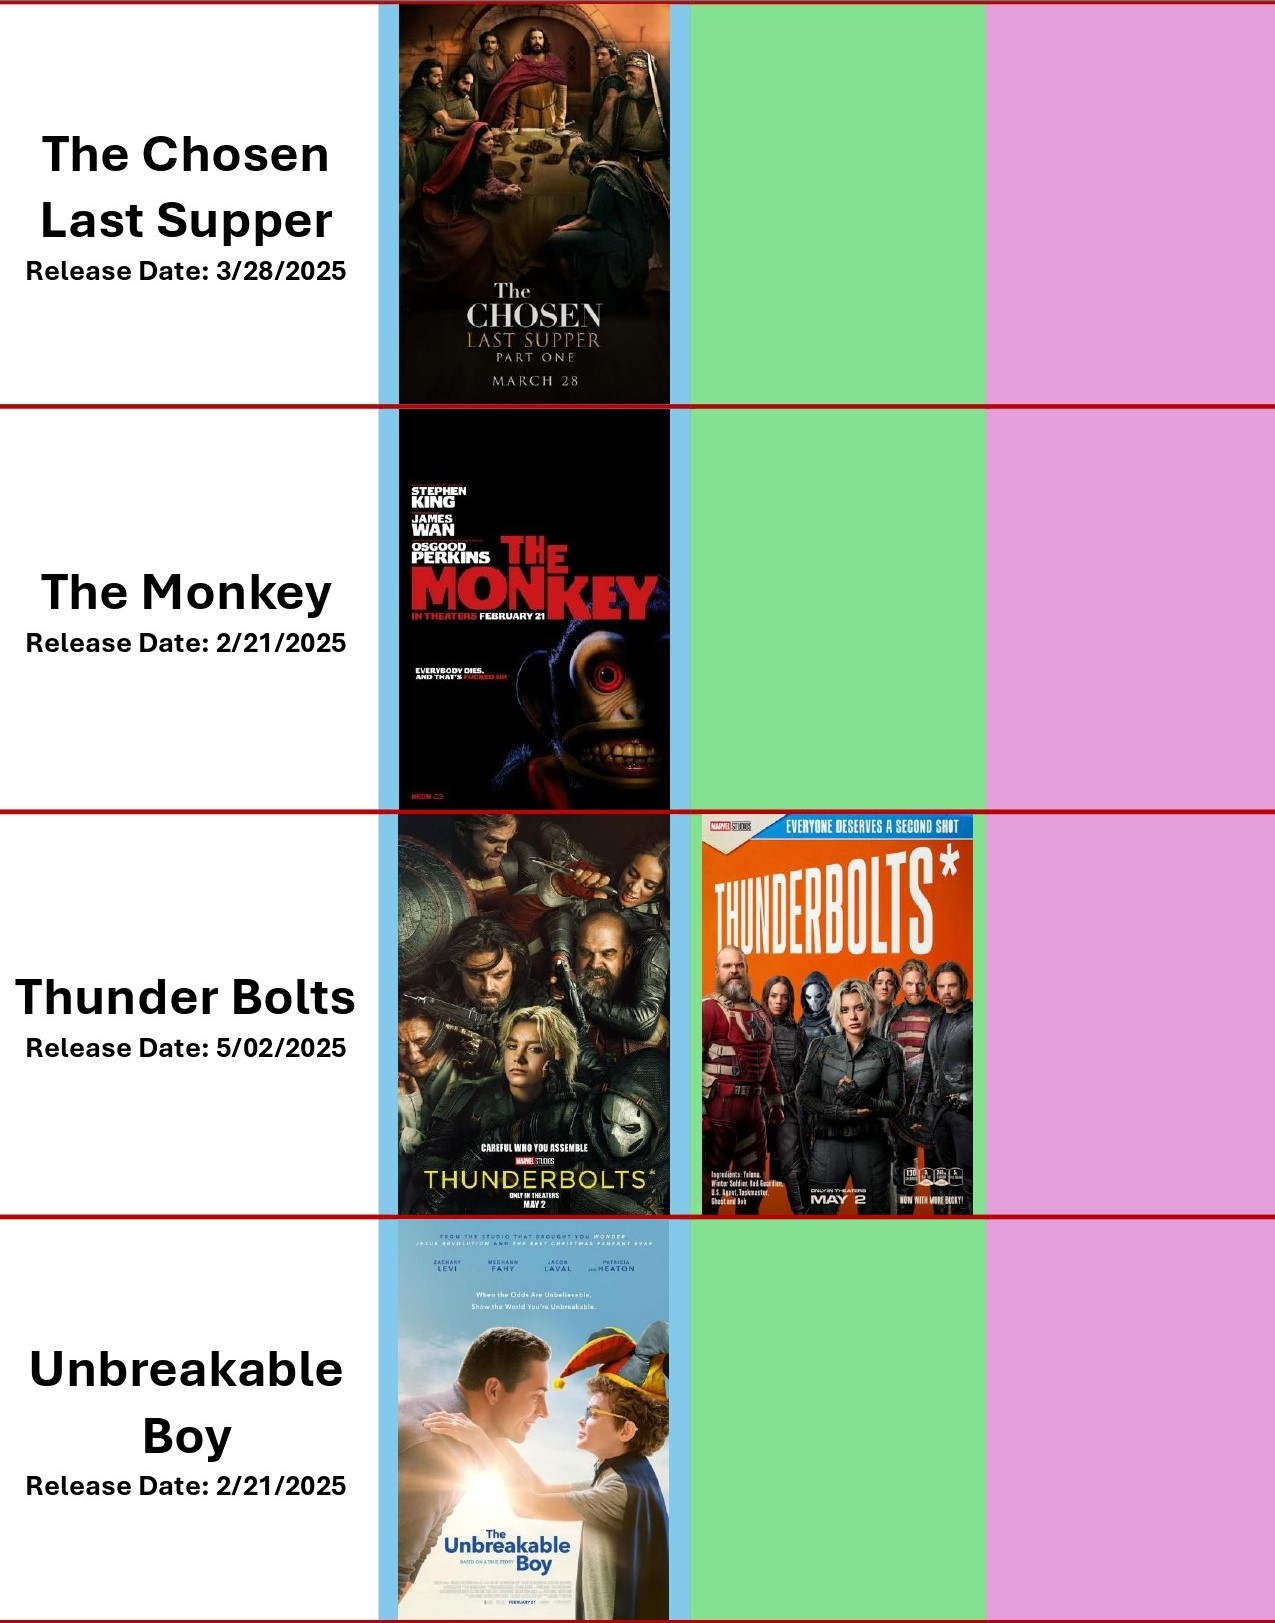 The Chosen
Last Supper
Release Date: 3/28/2025
The
CHOSEN
LAST SUPPER
PART ONE
MARCH 28
The Monkey
Release Date: 2/21/2025
STEPHEN
KING
JAMES
WAN
OSGOOD
PERKINS
THE
MONKEY
IN THEATERS FEBRUARY 21
EVERYBODY DIES.
AND THAT'S FUCKED UP.
NEON
Thunder Bolts
Release Date: 5/02/2025
CAREFUL WHO YOU ASSEMBLE
MARVEL STUDIOS
THUNDERBOLTS*
ONLY IN THEATERS
MAY 2
MARVEL STUDIOS
EVERYONE DESERVES A SECOND SHOT
THUNDERBOLTS*
Ingredients: Yelena,
Winter Soldier, Red Guardian,
U.S. Agent, Taskmaster,
Ghost and Bob
ONLY IN THEATERS
MAY 2
NOW WITH MORE BUCKY!
Unbreakable
Boy
Release Date: 2/21/2025
FROM THE STUDIO THAT BROUGHT YOU WONDER
JESUS REVOLUTION AND THE BEST CHRISTMAS PAGEANT EVER
ZACHARY LEVI MEGHANN FAHY JACOB LAVAL AND PATRICIA HEATON
When the Odds Are Unbelievable,
Show the World You're Unbreakable.
The
Unbreakable
BASED ON A TRUE STORY Boy
FEBRUARY 21